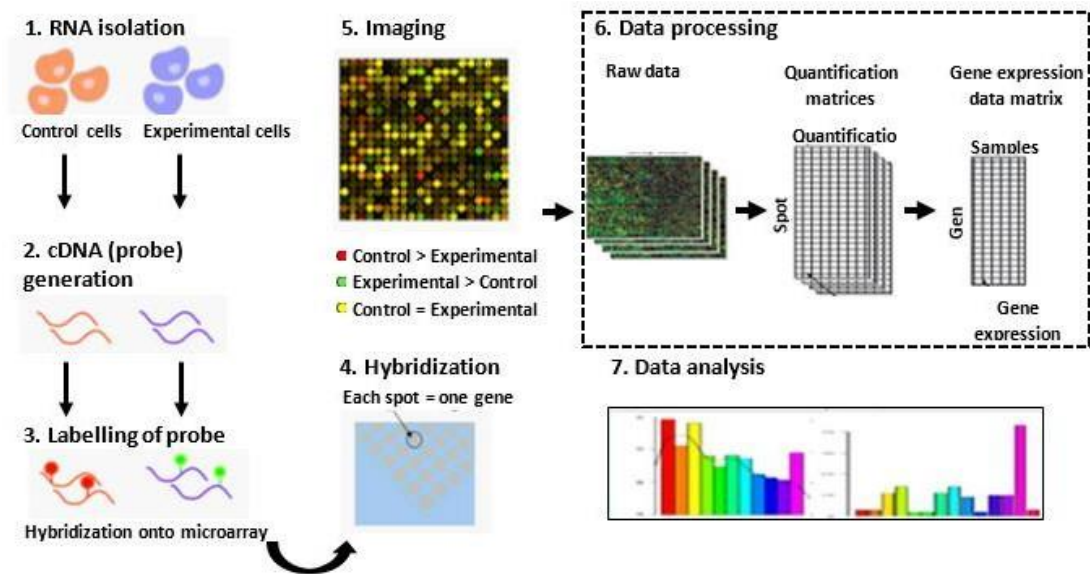 1. RNA isolation
Control cells
Experimental cells
2. cDNA (probe)
generation
3. Labelling of probe
Hybridization onto microarray
4. Hybridization
Each spot = one gene
5. Imaging
Control > Experimental
Experimental > Control
Control = Experimental
6. Data processing
Raw data
Quantification
matrices
Quantificatio
Spot
Gene expression
data matrix
Samples
Gen
Gene
expression
7. Data analysis